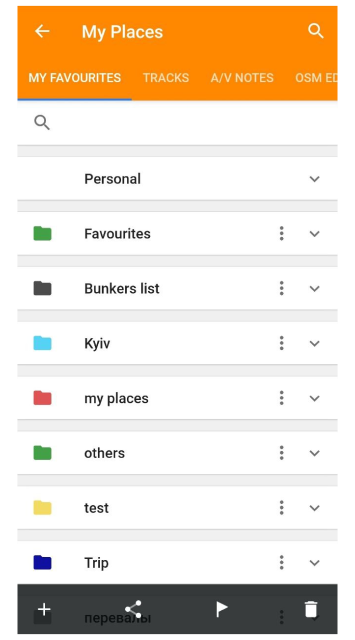 My Places
MY FAVOURITES TRACKS A/V NOTES OSM ED
Personal
Favourites
Bunkers list
Kyiv
my places
others
test
Trip
перевалы